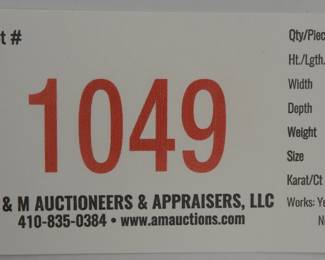 t #
1049
& M AUCTIONEERS & APPRAISERS, LLC
410-835-0384 • www.amauctions.com
Qty/Piec
Ht./Lgth.
Width
Depth
Weight
Size
Karat/Ct
Works: Ye
N